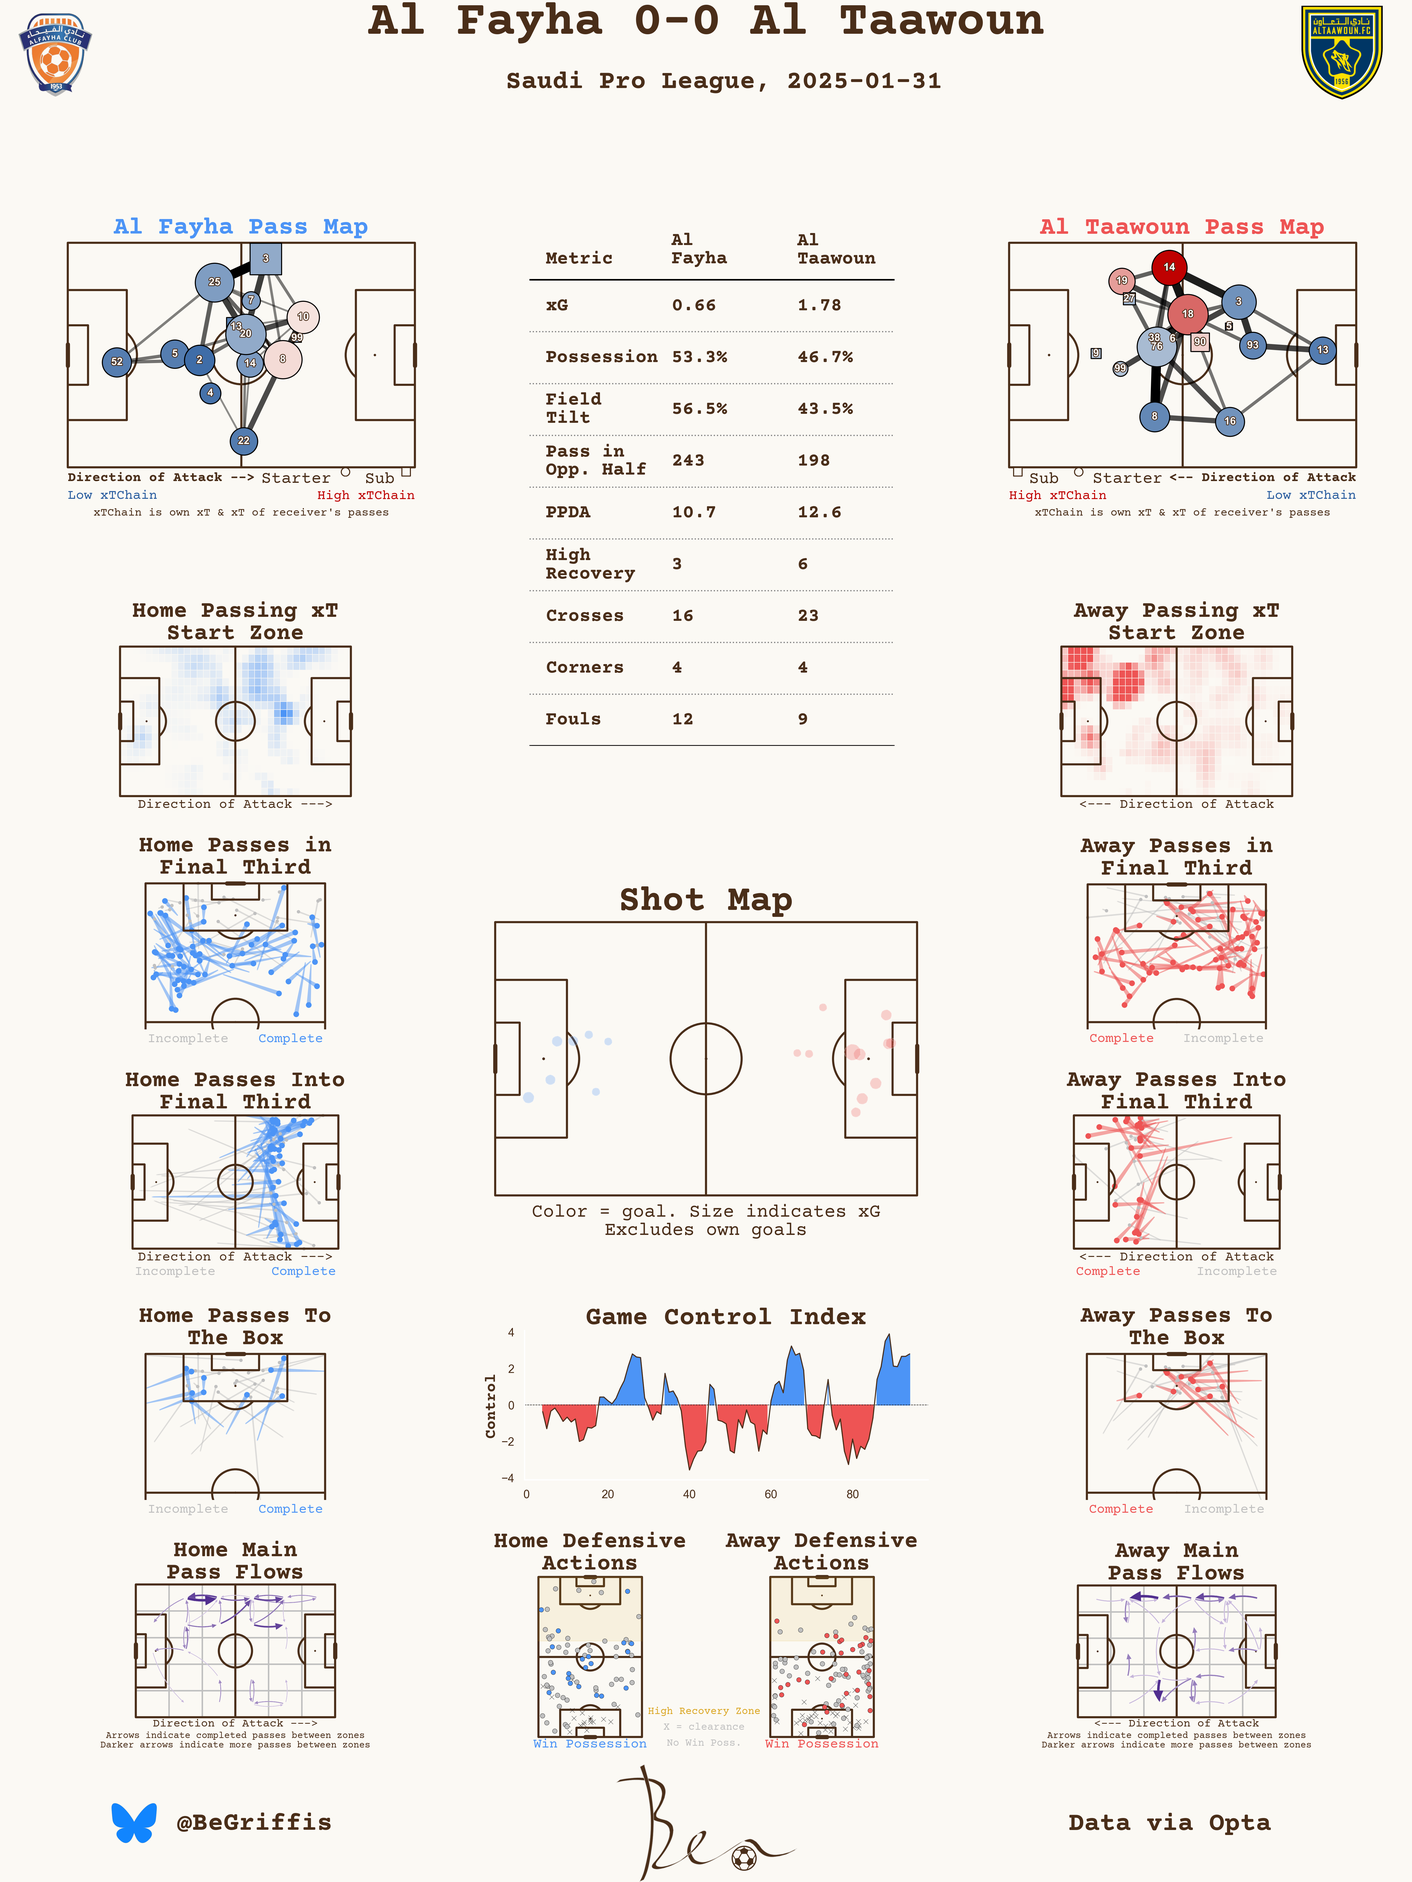 Al Fayha 0-0 Al Taawoun
Saudi Pro League, 2025-01-31
نادي الفيحاء
ALFAYHA CLUB
1953
نادي التعاون
ALTAAWOUN.FC
1956
Al Fayha Pass Map
3
25
7
10
13
20
99
52
5
2
14
8
4
22
Direction of Attack --> Starter Sub
Low xTChain High xTChain
xTChain is own xT & xT of receiver's passes
Metric Al Fayha Al Taawoun
xG 0.66 1.78
Possession 53.3% 46.7%
Field Tilt 56.5% 43.5%
Pass in Opp. Half 243 198
PPDA 10.7 12.6
High Recovery 3 6
Crosses 16 23
Corners 4 4
Fouls 12 9
Al Taawoun Pass Map
14
19
27
3
18
5
38
6
76
90
93
13
9
99
8
16
Sub Starter <-- Direction of Attack
High xTChain Low xTChain
xTChain is own xT & xT of receiver's passes
Home Passing xT
Start Zone
Direction of Attack --->
Away Passing xT
Start Zone
<--- Direction of Attack
Home Passes in
Final Third
Incomplete Complete
Away Passes in
Final Third
Complete Incomplete
Shot Map
Color = goal. Size indicates xG
Excludes own goals
Home Passes Into
Final Third
Direction of Attack --->
Incomplete Complete
Away Passes Into
Final Third
<--- Direction of Attack
Complete Incomplete
Home Passes To
The Box
Incomplete Complete
Game Control Index
Control
4
2
0
−2
−4
0 20 40 60 80
Away Passes To
The Box
Complete Incomplete
Home Main
Pass Flows
Direction of Attack --->
Arrows indicate completed passes between zones
Darker arrows indicate more passes between zones
Home Defensive
Actions
Win Possession
High Recovery Zone
X = clearance
No Win Poss.
Away Defensive
Actions
Win Possession
Away Main
Pass Flows
<--- Direction of Attack
Arrows indicate completed passes between zones
Darker arrows indicate more passes between zones
@BeGriffis
Ben
Data via Opta